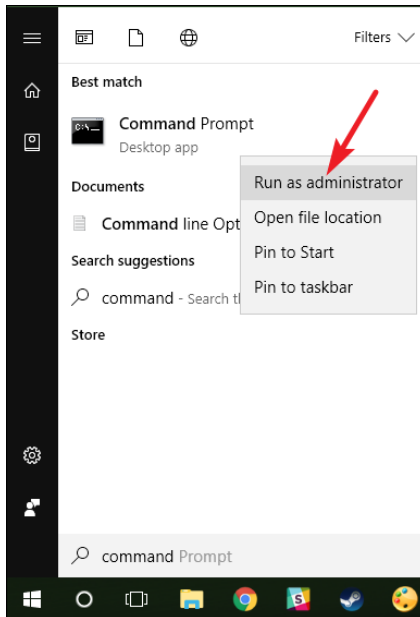 Filters
Best match
C:\_
Command Prompt
Desktop app
Run as administrator
Documents
Open file location
Command line Opt
Pin to Start
Search suggestions
Pin to taskbar
command - Search th
Store
command Prompt
S